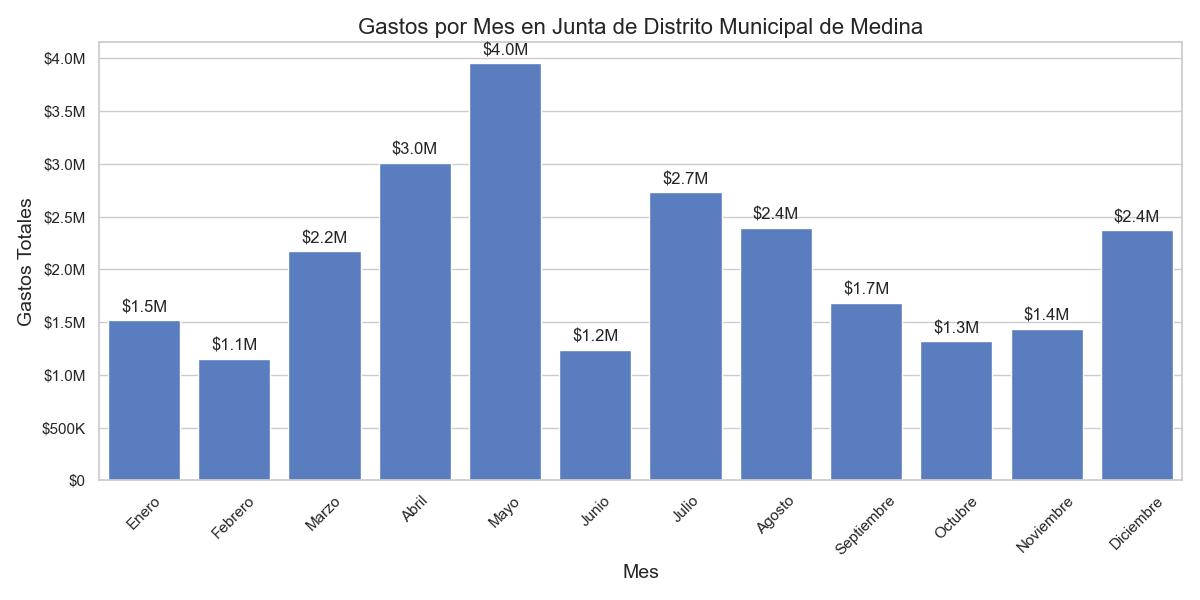 Gastos por Mes en Junta de Distrito Municipal de Medina
Gastos Totales
$4.0M
$3.5M
$3.0M
$2.5M
$2.0M
$1.5M
$1.0M
$500K
$0
$1.5M
$1.1M
$2.2M
$3.0M
$4.0M
$1.2M
$2.7M
$2.4M
$1.7M
$1.3M
$1.4M
$2.4M
Enero
Febrero
Marzo
Abril
Mayo
Junio
Julio
Agosto
Septiembre
Octubre
Noviembre
Diciembre
Mes